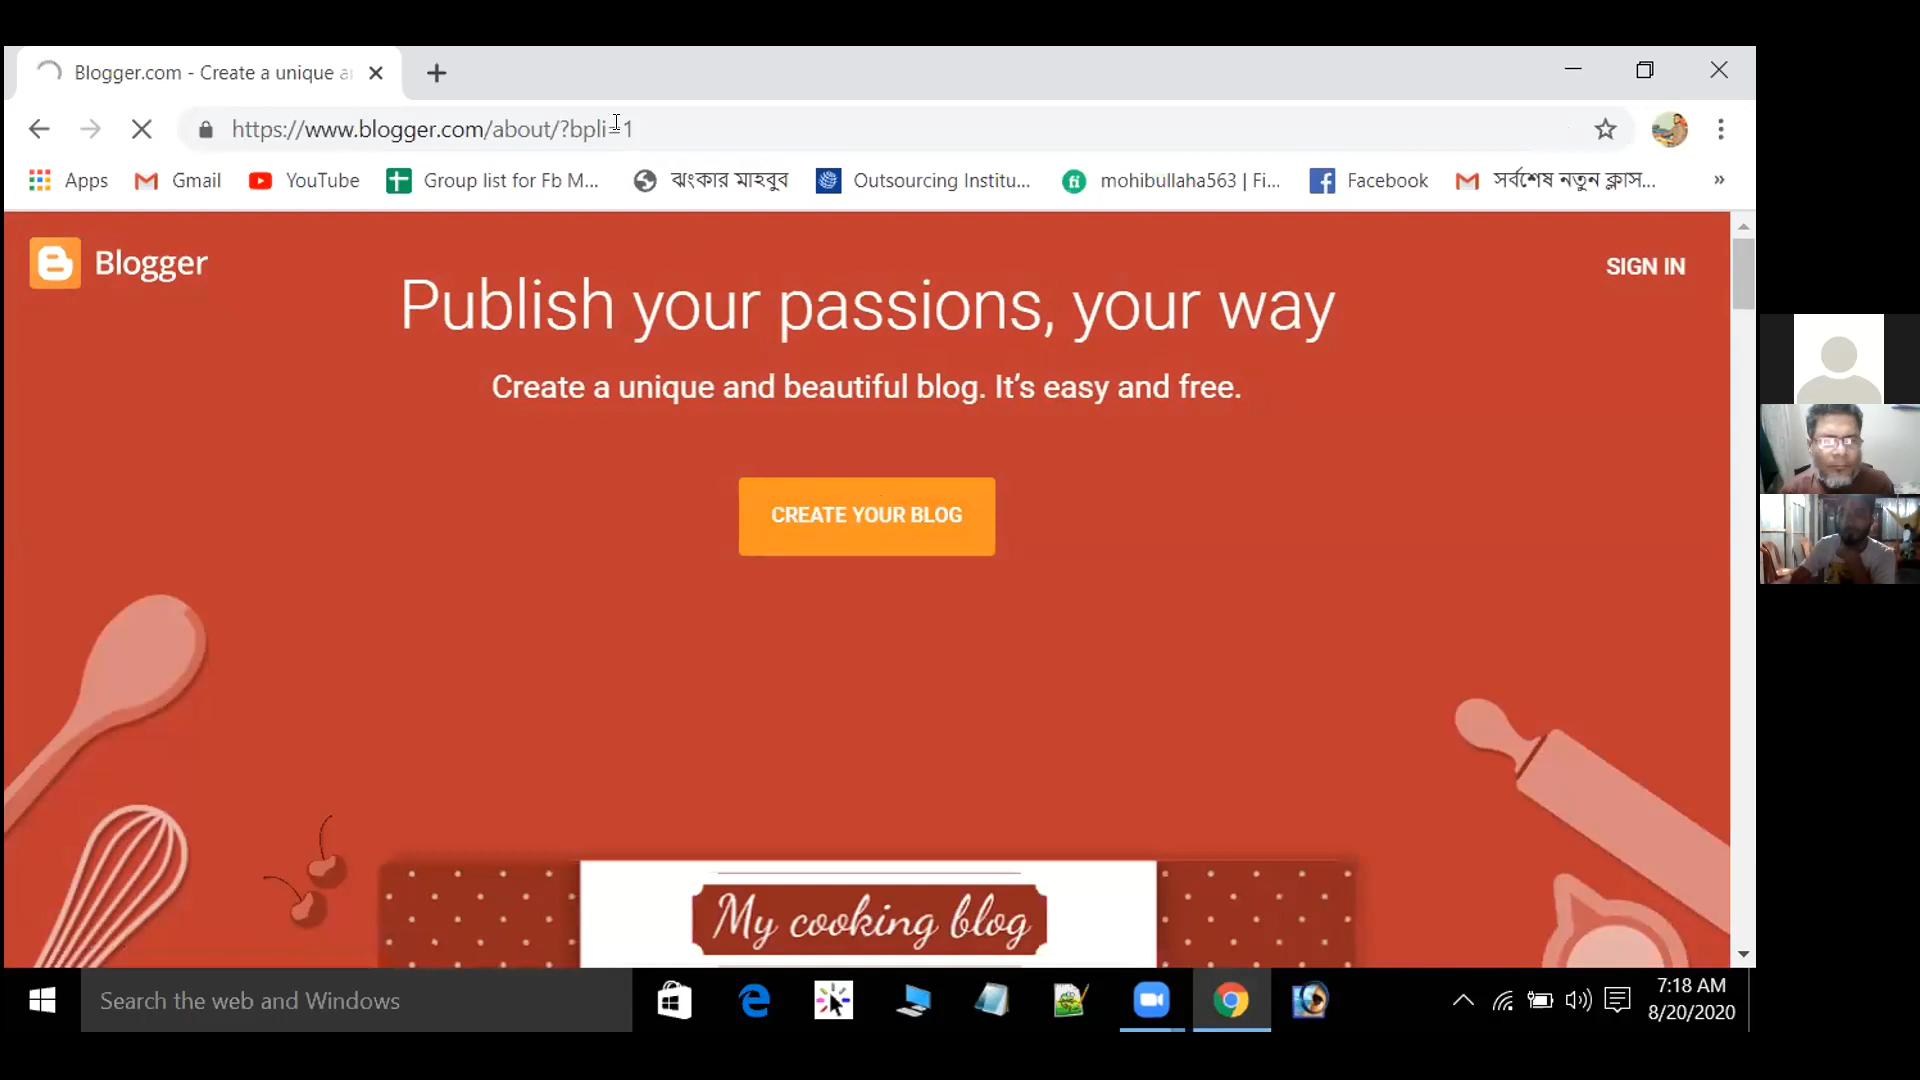 Blogger.com - Create a unique a
https://www.blogger.com/about/?bpli=1
Apps Gmail YouTube Group list for Fb M... ঝংকার মাহবুব Outsourcing Institu... mohibullaha563 | Fi... Facebook সর্বশেষ নতুন ক্লাস... »
Blogger
SIGN IN
Publish your passions, your way
Create a unique and beautiful blog. It's easy and free.
CREATE YOUR BLOG
My cooking blog
Search the web and Windows
7:18 AM
8/20/2020